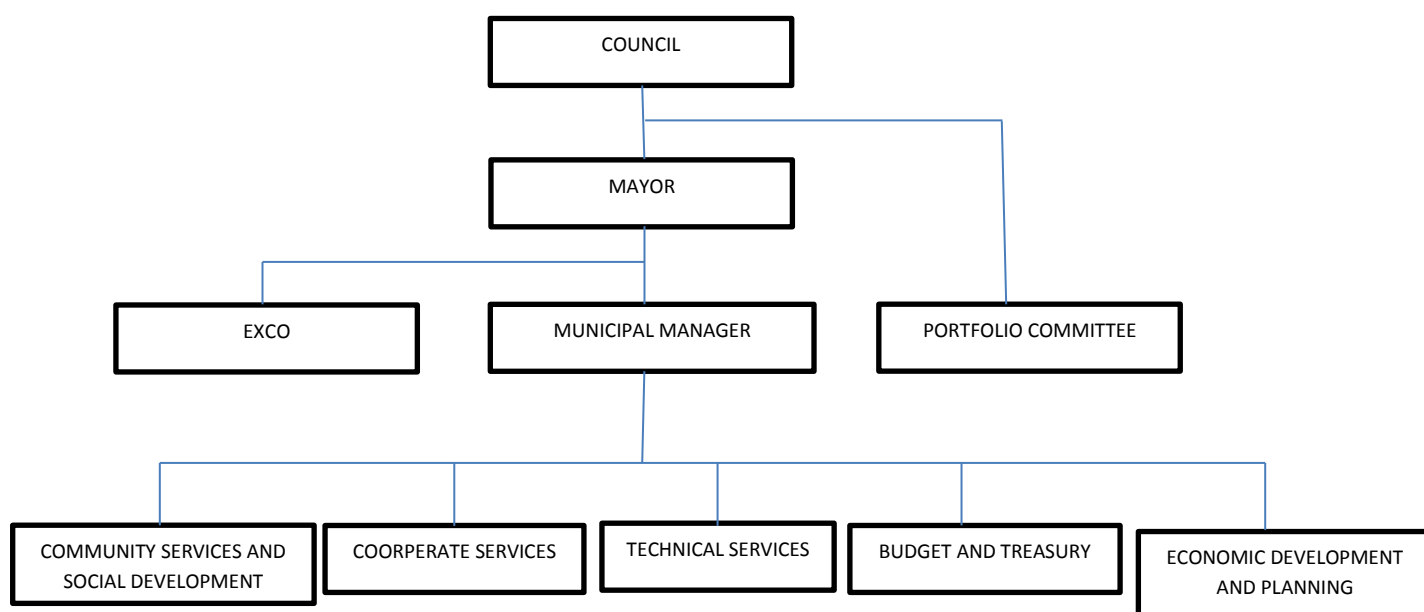 COUNCIL
MAYOR
EXCO
MUNICIPAL MANAGER
PORTFOLIO COMMITTEE
COMMUNITY SERVICES AND
SOCIAL DEVELOPMENT
COORPERATE SERVICES
TECHNICAL SERVICES
BUDGET AND TREASURY
ECONOMIC DEVELOPMENT
AND PLANNING